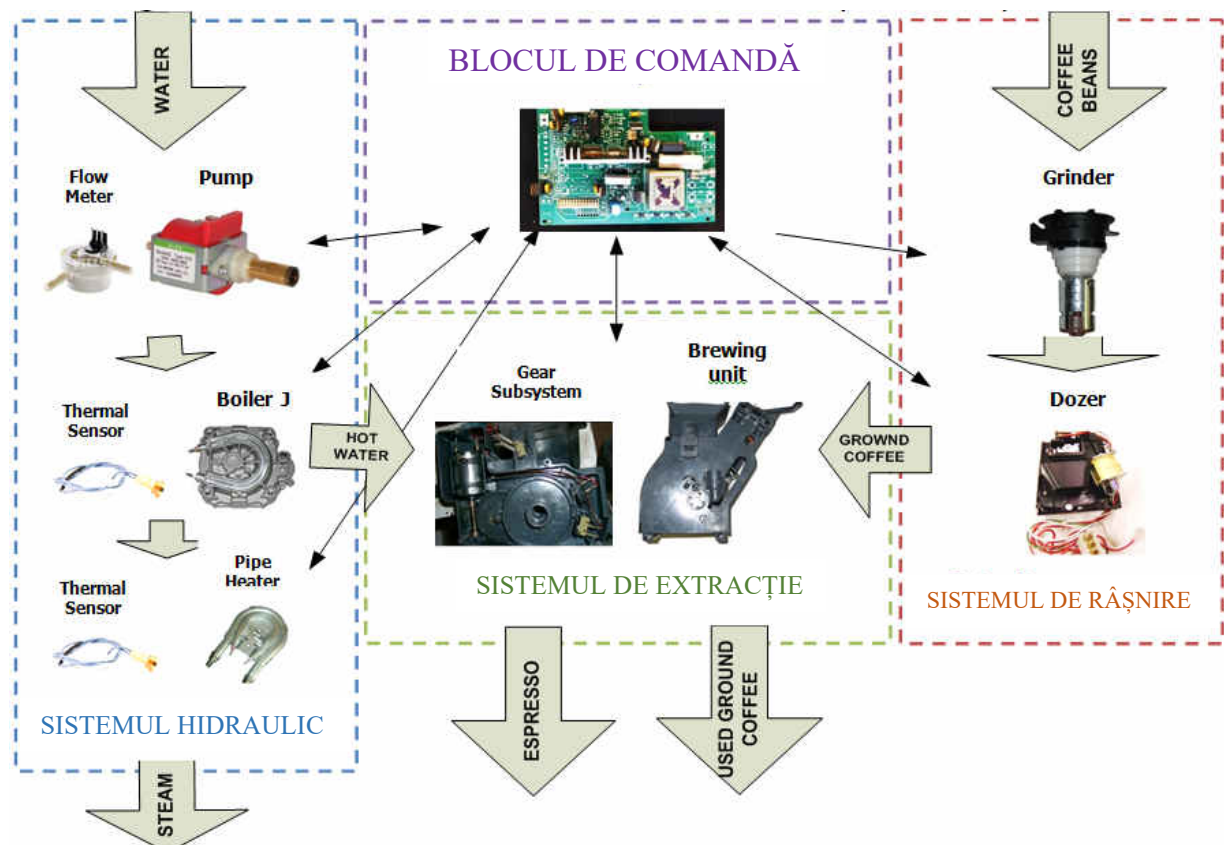 WATER
BLOCUL DE COMANDĂ
COFFEE
BEANS
Flow
Meter
Pump
Grinder
Thermal
Sensor
Boiler J
HOT
WATER
Gear
Subsystem
Brewing
unit
GROWND
COFFEE
Dozer
Thermal
Sensor
Pipe
Heater
SISTEMUL DE EXTRACȚIE
SISTEMUL DE RÂȘNIRE
SISTEMUL HIDRAULIC
ESPRESSO
USED GROUND
COFFEE
STEAM